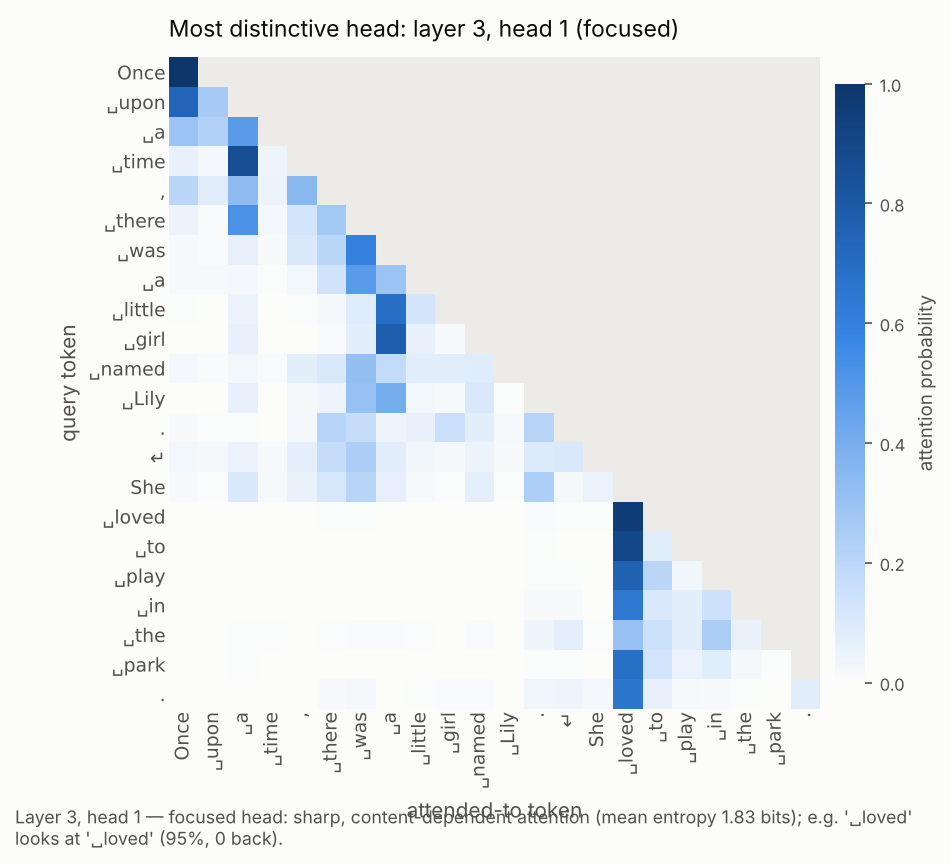 Most distinctive head: layer 3, head 1 (focused)
Once
␣upon
␣a
␣time
,
␣there
␣was
␣a
␣little
␣girl
␣named
␣Lily
.
↵
She
␣loved
␣to
␣play
␣in
␣the
␣park
.
query token
Once
␣upon
␣a
␣time
,
␣there
␣was
␣a
␣little
␣girl
␣named
␣Lily
.
↵
She
␣loved
␣to
␣play
␣in
␣the
␣park
.
attended-to token
1.0
0.8
0.6
0.4
0.2
0.0
attention probability
Layer 3, head 1 — focused head: sharp, content-dependent attention (mean entropy 1.83 bits); e.g. '␣loved'
looks at '␣loved' (95%, 0 back).